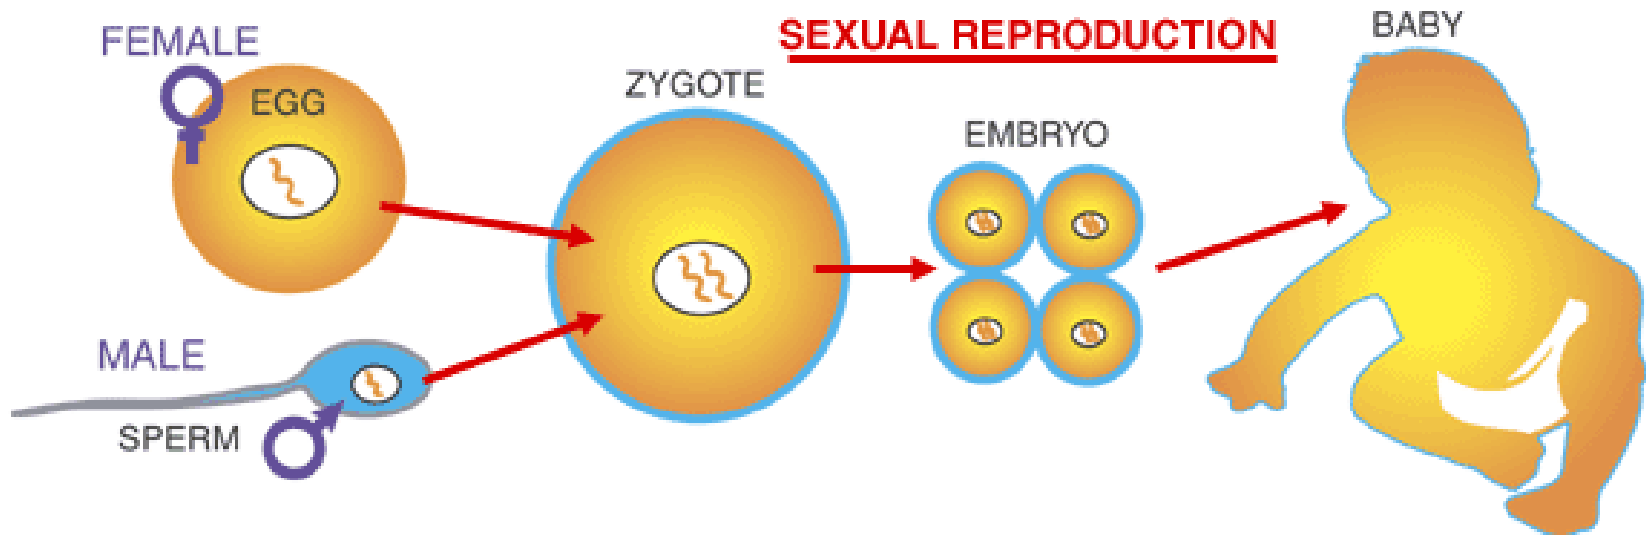 SEXUAL REPRODUCTION
FEMALE
EGG
MALE
SPERM
ZYGOTE
EMBRYO
BABY